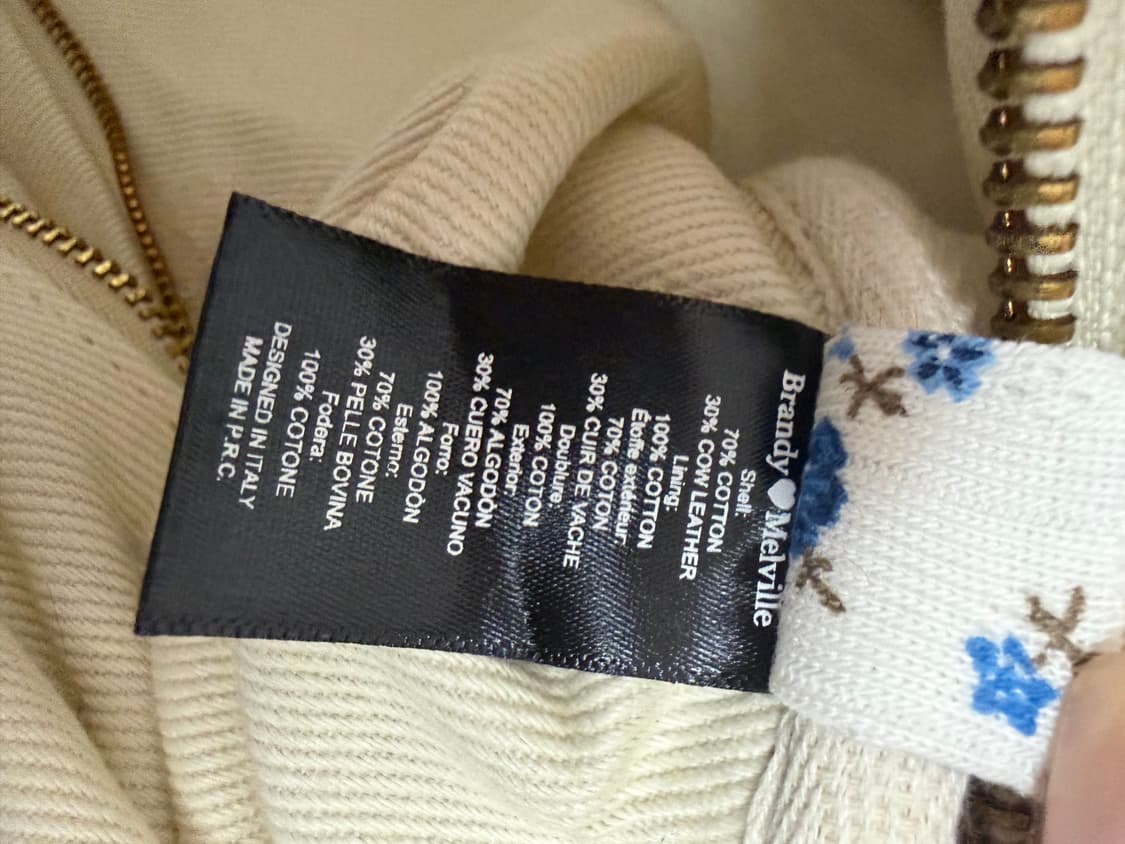 Brandy♥Melville
Shell:
70% COTTON
30% COW LEATHER
Lining:
100% COTTON
Étoffe extérieur:
70% COTON
30% CUIR DE VACHE
Doublure:
100% COTON
Exterior:
70% ALGODÒN
30% CUERO VACUNO
Forro:
100% ALGODÒN
Esterno:
70% COTONE
30% PELLE BOVINA
Fodera:
100% COTONE
DESIGNED IN ITALY
MADE IN P.R.C.